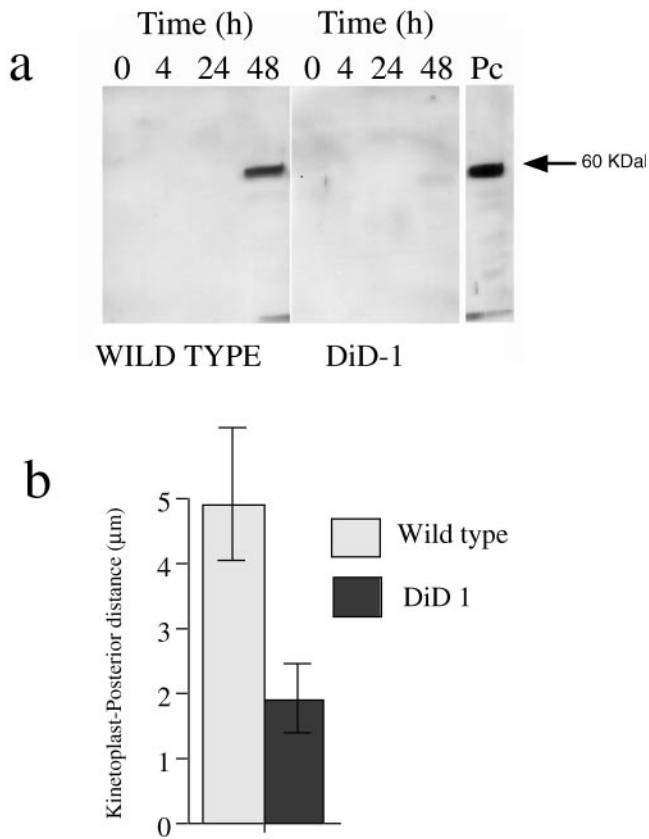 Time (h) Time (h)
a
0 4 24 48 0 4 24 48 Pc
60 KDal
WILD TYPE DiD-1
b
Kinetoplast-Posterior distance (μm)
5
4
3
2
1
0
Wild type
DiD 1